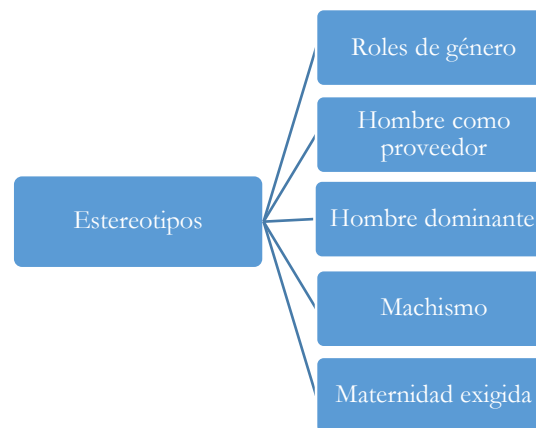 Roles de género
Hombre como
proveedor
Estereotipos
Hombre dominante
Machismo
Maternidad exigida